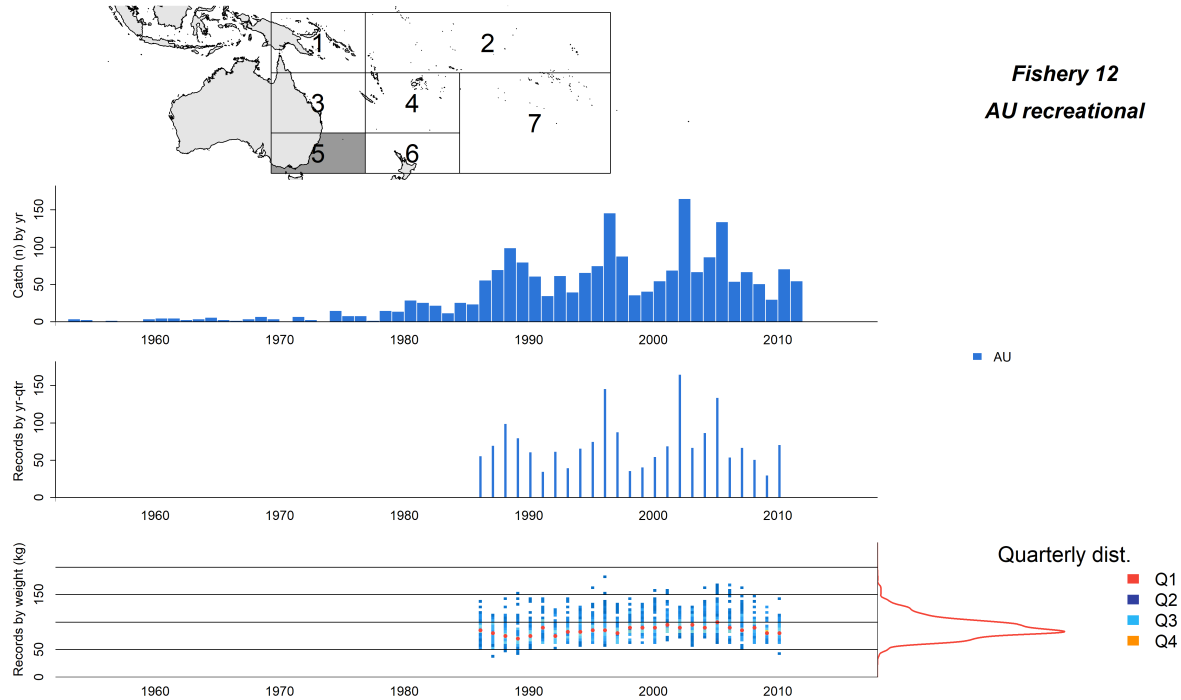 1
2
3
4
5
6
7
Fishery 12
AU recreational
Catch (n) by yr
0
50
100
150
1960 1970 1980 1990 2000 2010
AU
Records by yr-qtr
0
50
100
150
1960 1970 1980 1990 2000 2010
Records by weight (kg)
0
50
150
1960 1970 1980 1990 2000 2010
Quarterly dist.
Q1
Q2
Q3
Q4